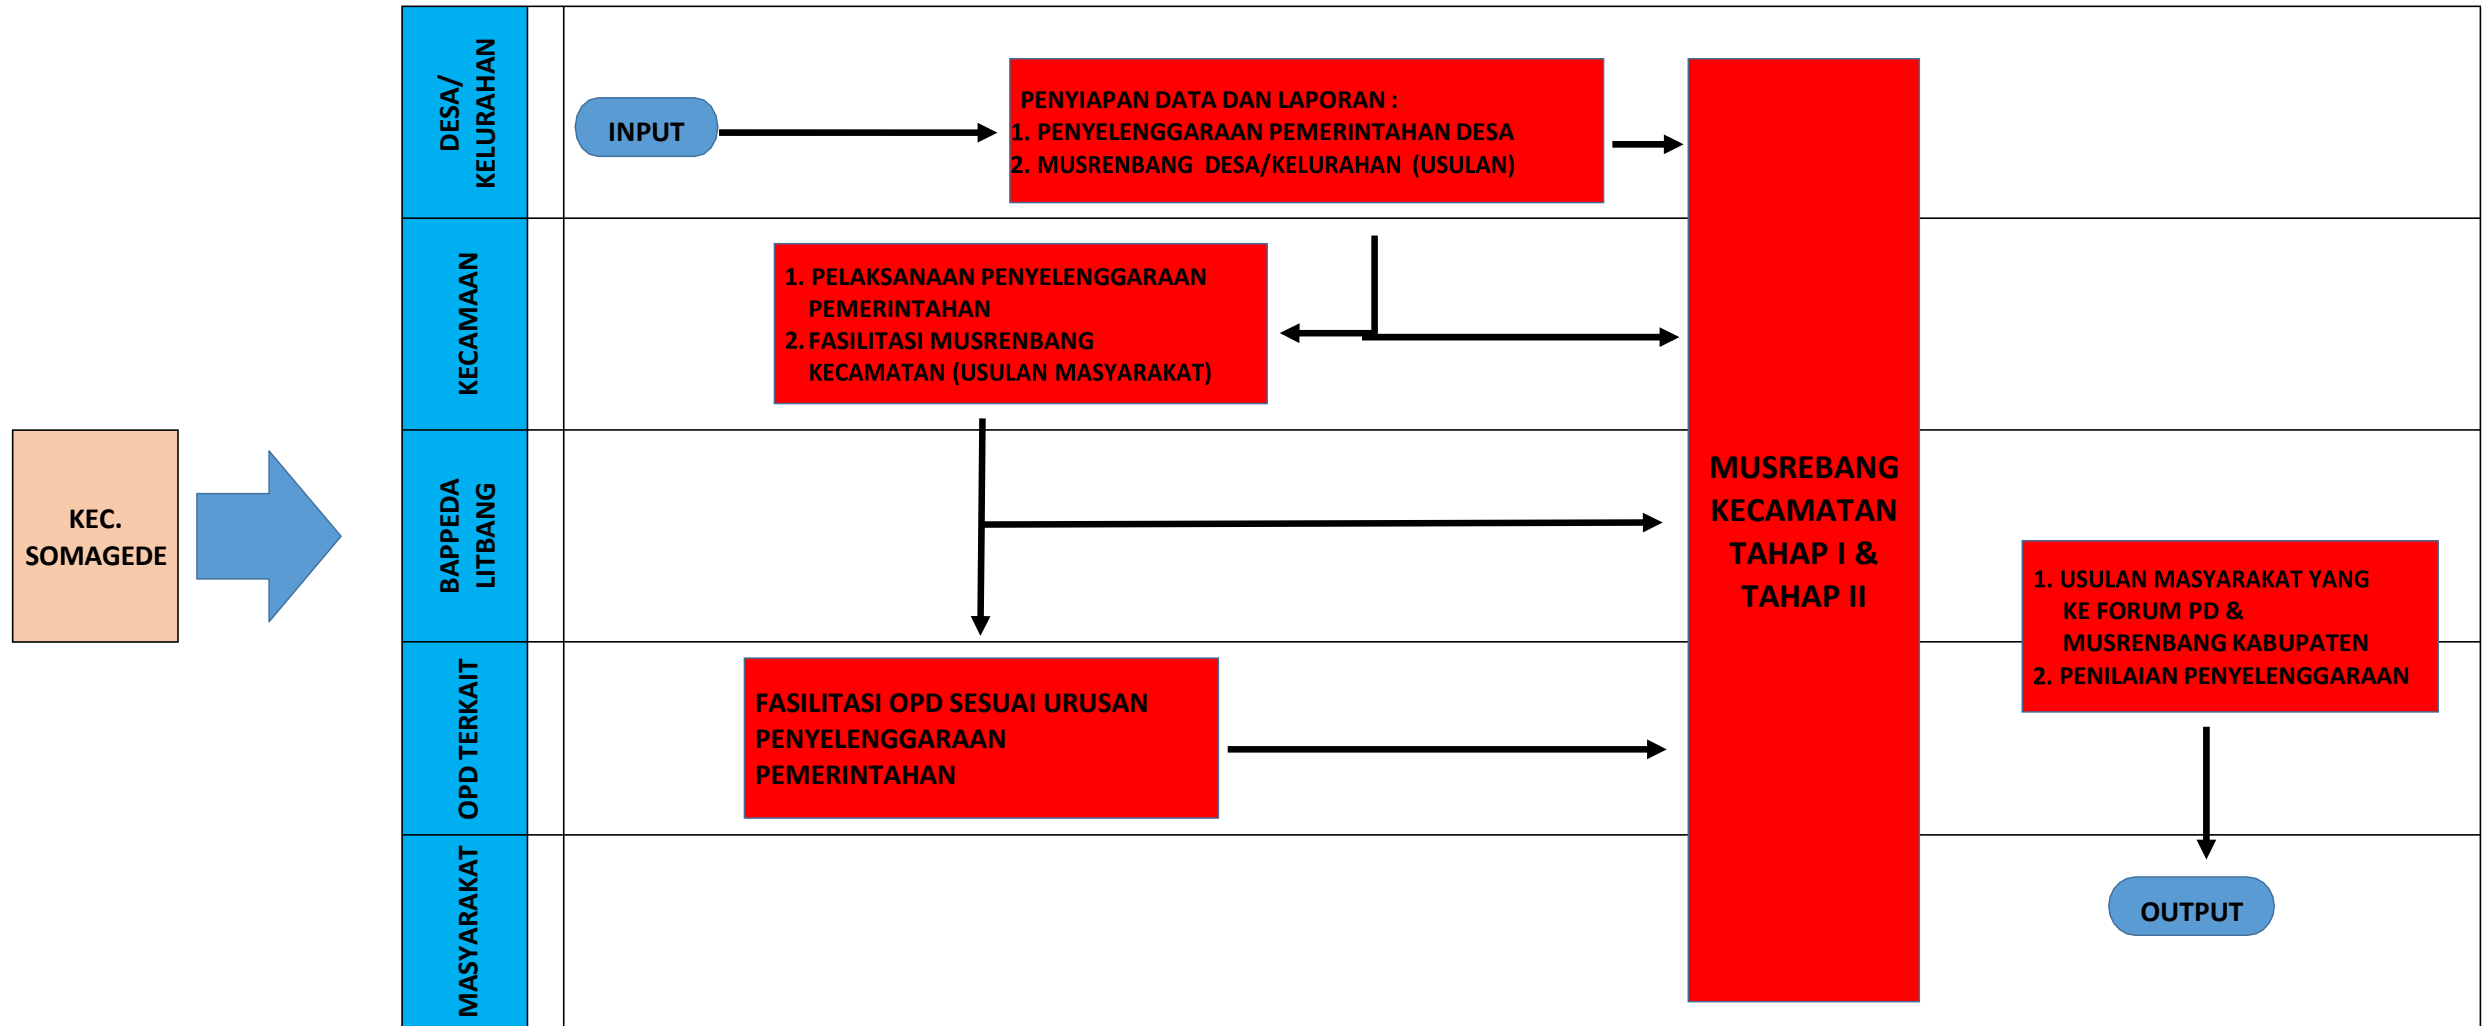 KEC.
SOMAGEDE
DESA/
KELURAHAN
INPUT
PENYIAPAN DATA DAN LAPORAN :
1. PENYELENGGARAAN PEMERINTAHAN DESA
2. MUSRENBANG DESA/KELURAHAN (USULAN)
KECAMAAN
1. PELAKSANAAN PENYELENGGARAAN
PEMERINTAHAN
2. FASILITASI MUSRENBANG
KECAMATAN (USULAN MASYARAKAT)
BAPPEDA
LITBANG
OPD TERKAIT
FASILITASI OPD SESUAI URUSAN
PENYELENGGARAAN
PEMERINTAHAN
MASYARAKAT
MUSREBANG
KECAMATAN
TAHAP I &
TAHAP II
1. USULAN MASYARAKAT YANG
KE FORUM PD &
MUSRENBANG KABUPATEN
2. PENILAIAN PENYELENGGARAAN
OUTPUT